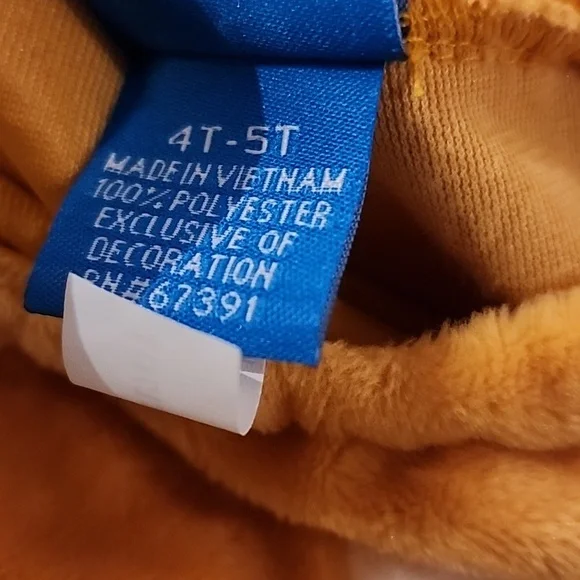 4T-5T
MADE IN VIETNAM
100% POLYESTER
EXCLUSIVE OF
DECORATION
RN#67391